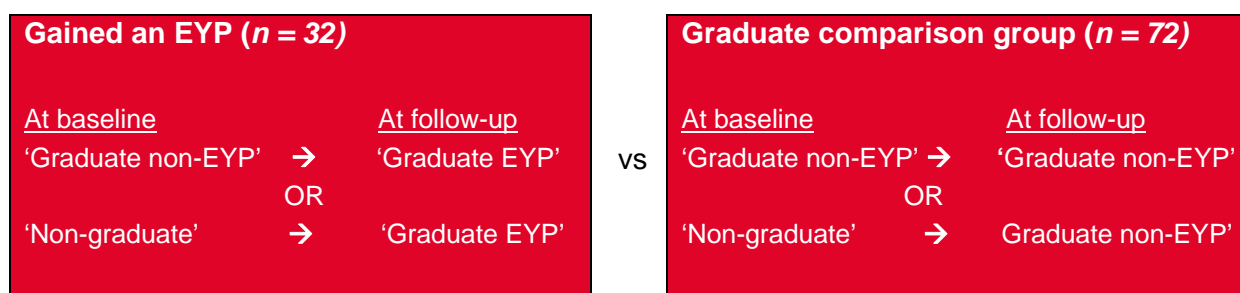 Gained an EYP (n = 32)
At baseline At follow-up
‘Graduate non-EYP’ → ‘Graduate EYP’
OR
‘Non-graduate’ → ‘Graduate EYP’
vs
Graduate comparison group (n = 72)
At baseline At follow-up
‘Graduate non-EYP’ → ‘Graduate non-EYP’
OR
‘Non-graduate’ → Graduate non-EYP’